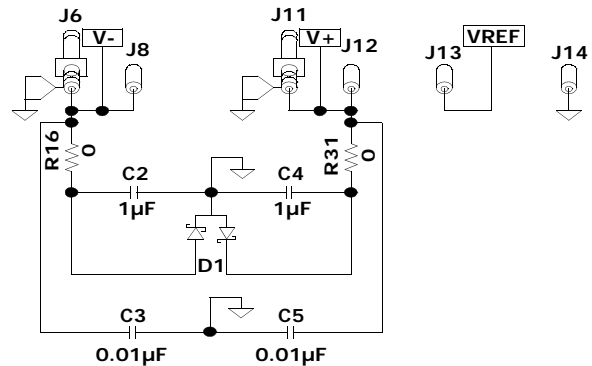 J6
V-
J8
J11
V+
J12
J13
VREF
J14
R16
0
R31
0
C2
1µF
C4
1µF
D1
C3
0.01µF
C5
0.01µF